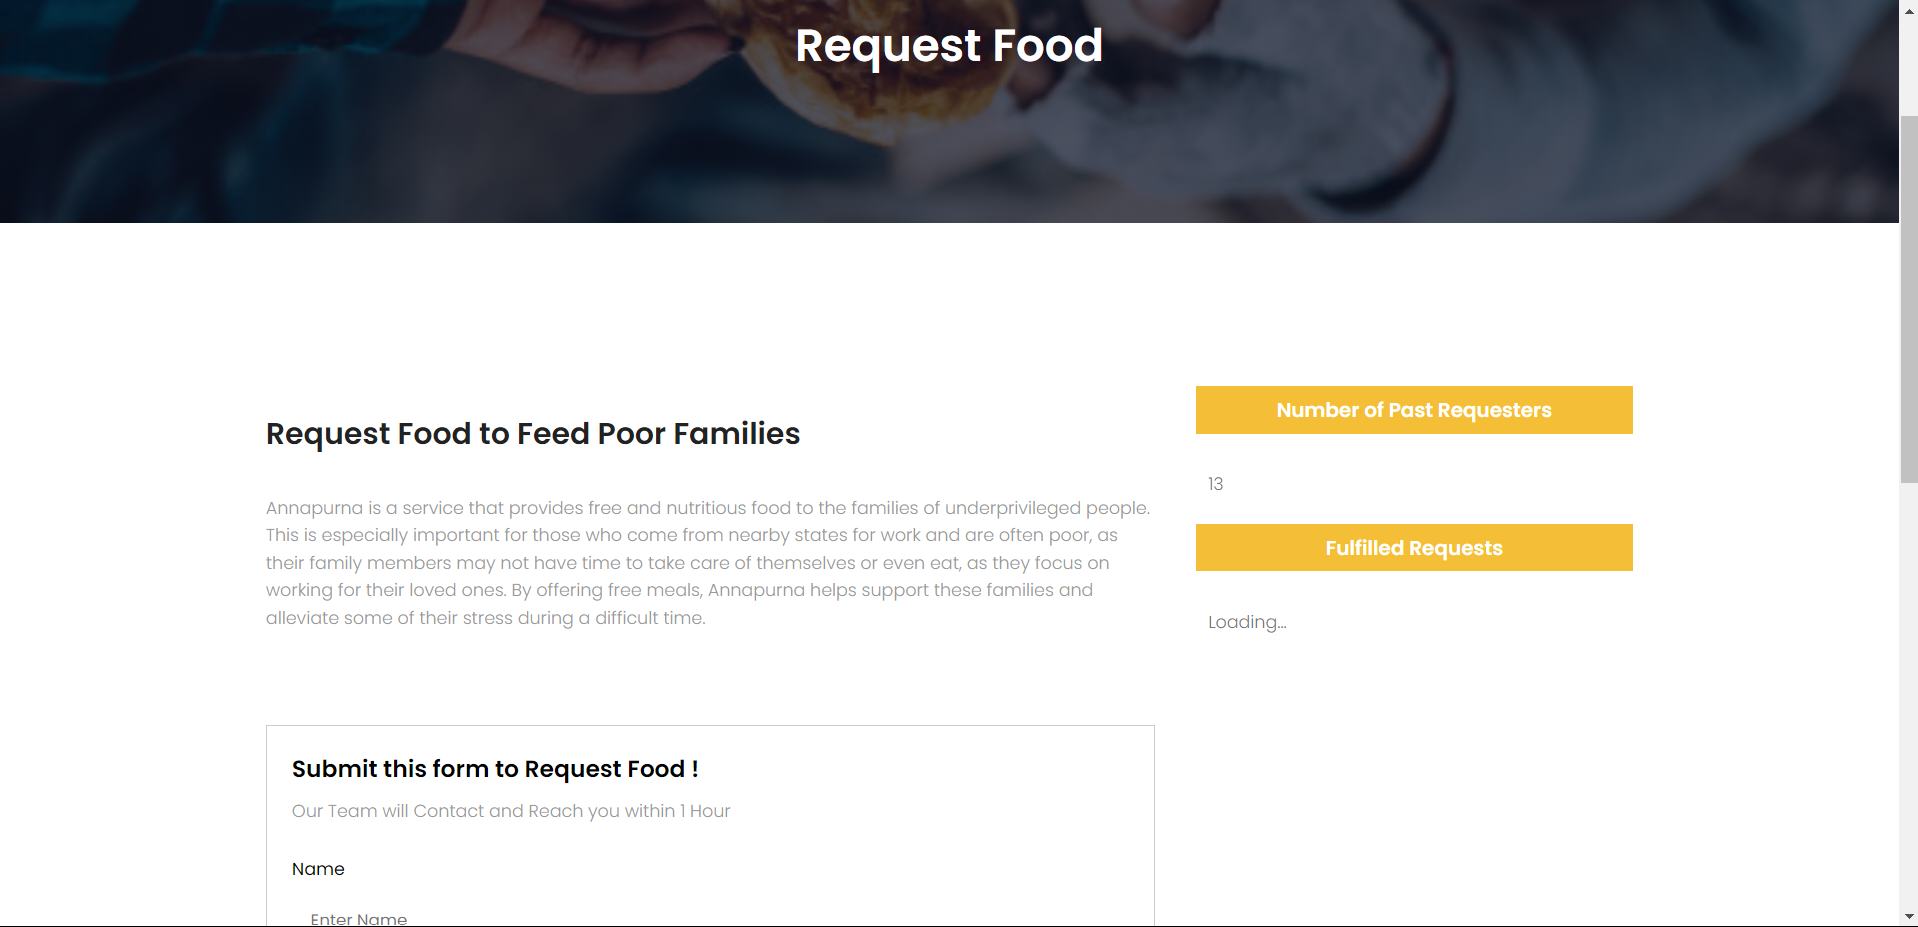 Request Food
Request Food to Feed Poor Families
Annapurna is a service that provides free and nutritious food to the families of underprivileged people.
This is especially important for those who come from nearby states for work and are often poor, as
their family members may not have time to take care of themselves or even eat, as they focus on
working for their loved ones. By offering free meals, Annapurna helps support these families and
alleviate some of their stress during a difficult time.
Submit this form to Request Food !
Our Team will Contact and Reach you within 1 Hour
Name
Enter Name
Number of Past Requesters
13
Fulfilled Requests
Loading...